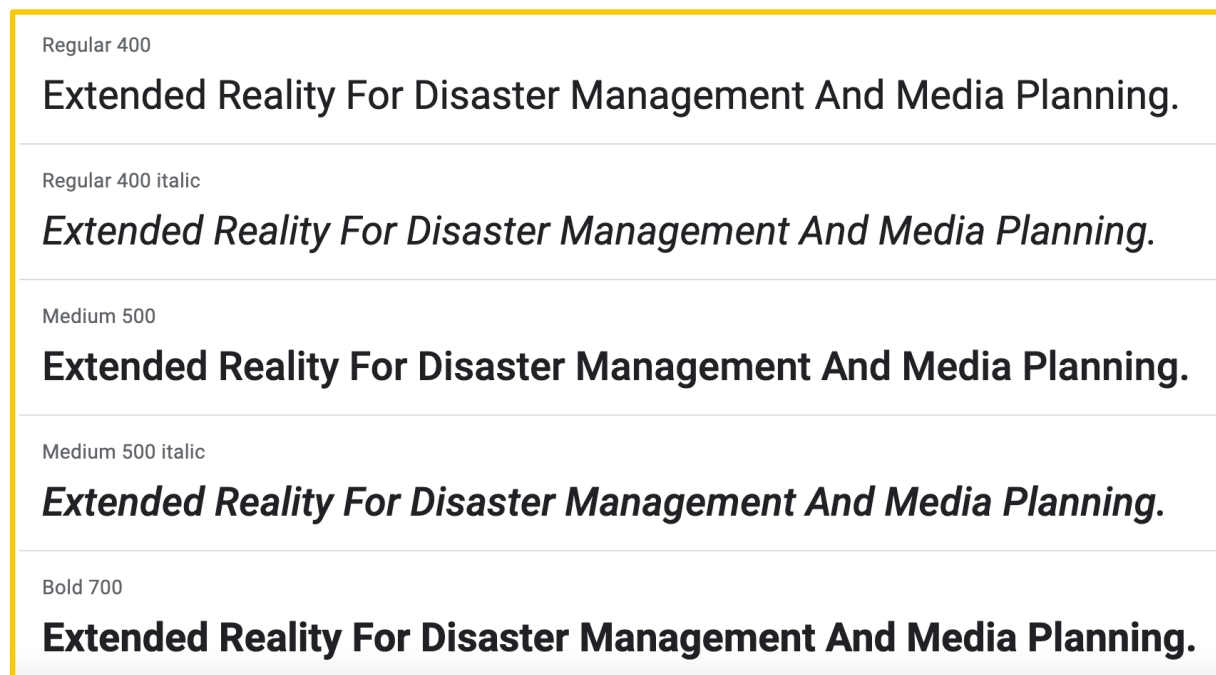 Regular 400
Extended Reality For Disaster Management And Media Planning.
Regular 400 italic
Extended Reality For Disaster Management And Media Planning.
Medium 500
Extended Reality For Disaster Management And Media Planning.
Medium 500 italic
Extended Reality For Disaster Management And Media Planning.
Bold 700
Extended Reality For Disaster Management And Media Planning.